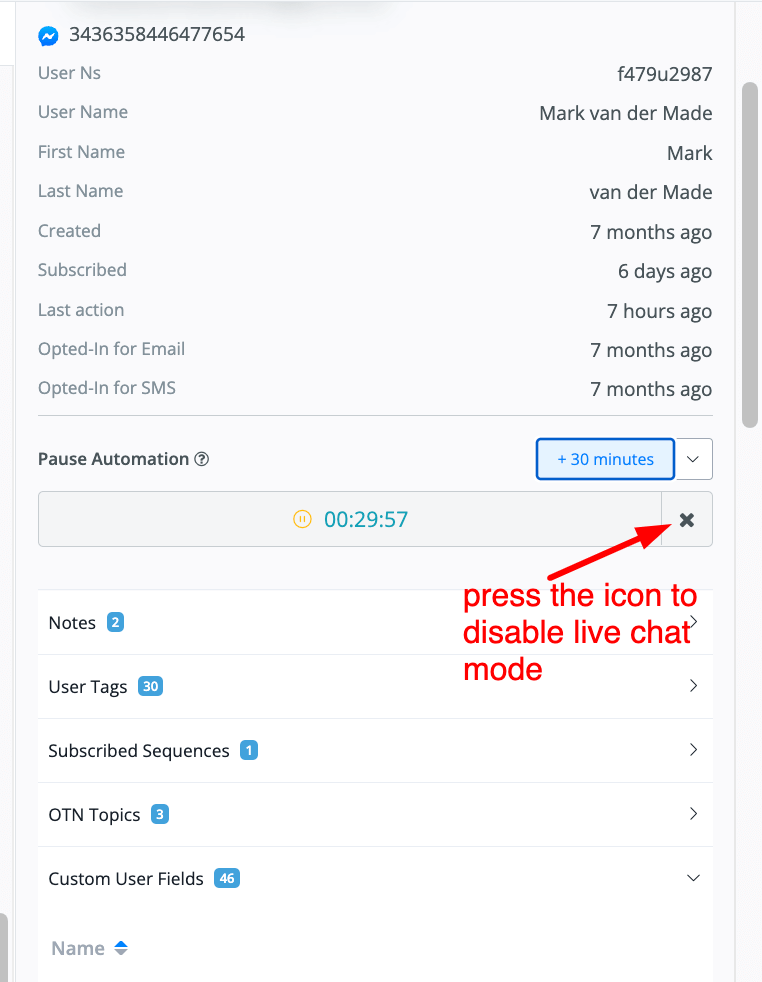 3436358446477654
User Ns f479u2987
User Name Mark van der Made
First Name Mark
Last Name van der Made
Created 7 months ago
Subscribed 6 days ago
Last action 7 hours ago
Opted-In for Email 7 months ago
Opted-In for SMS 7 months ago
Pause Automation + 30 minutes
00:29:57
press the icon to
disable live chat
mode
Notes 2
User Tags 30
Subscribed Sequences 1
OTN Topics 3
Custom User Fields 46
Name